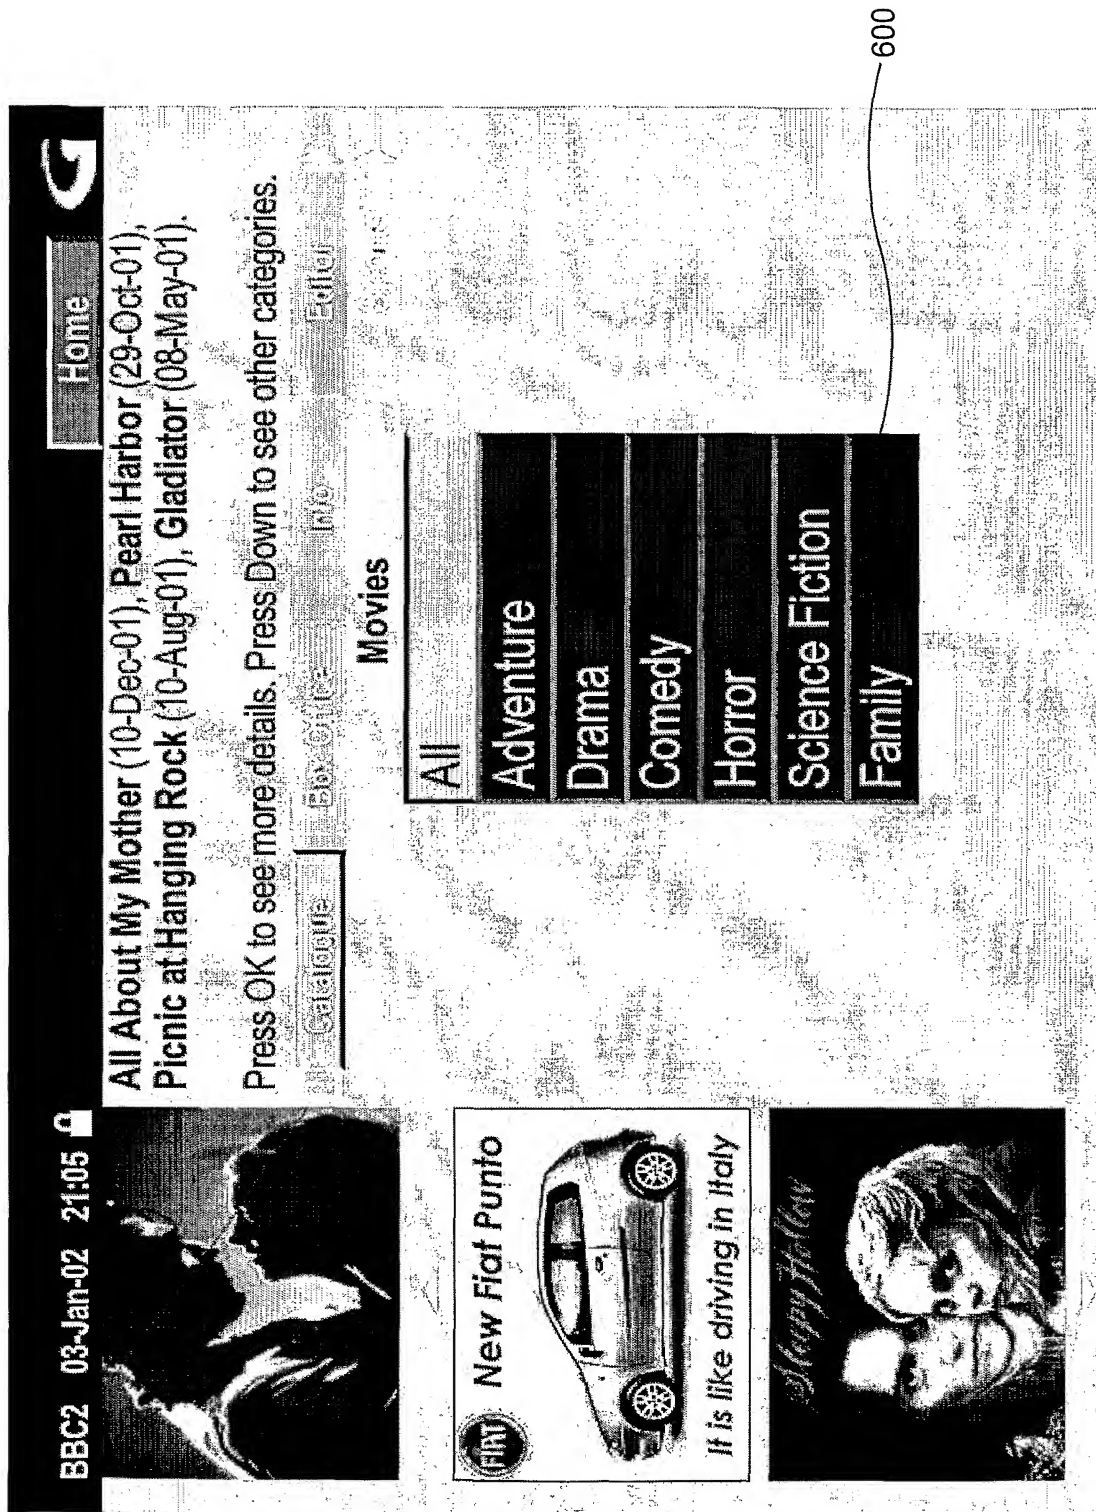 BBC2 03-Jan-02 21:05
Home
All About My Mother (10-Dec-01), Pearl Harbor (29-Oct-01),
Picnic at Hanging Rock (10-Aug-01), Gladiator (08-May-01).
Press OK to see more details. Press Down to see other categories.
Catalogue Box Office Info Editor
Movies
All
Adventure
Drama
Comedy
Horror
Science Fiction
Family
FIAT New Fiat Punto
It is like driving in Italy
Sleepy Hollow
600